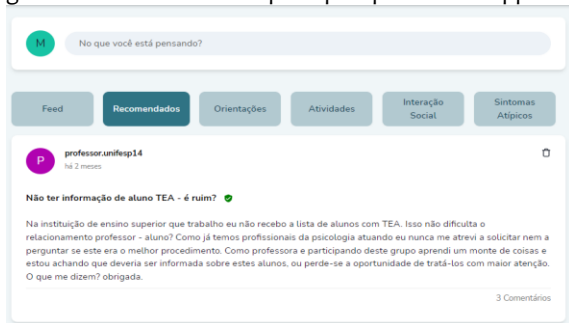 M
No que você está pensando?
Feed
Recomendados
Orientações
Atividades
Interação
Social
Sintomas
Atípicos
P
professor.unifesp14
há 2 meses
Não ter informação de aluno TEA - é ruim?
Na instituição de ensino superior que trabalho eu não recebo a lista de alunos com TEA. Isso não dificulta o
relacionamento professor - aluno? Como já temos profissionais da psicologia atuando eu nunca me atrevi a solicitar nem a
perguntar se este era o melhor procedimento. Como professora e participando deste grupo aprendi um monte de coisas e
estou achando que deveria ser informada sobre estes alunos, ou perde-se a oportunidade de tratá-los com maior atenção.
O que me dizem? obrigada.
3 Comentários